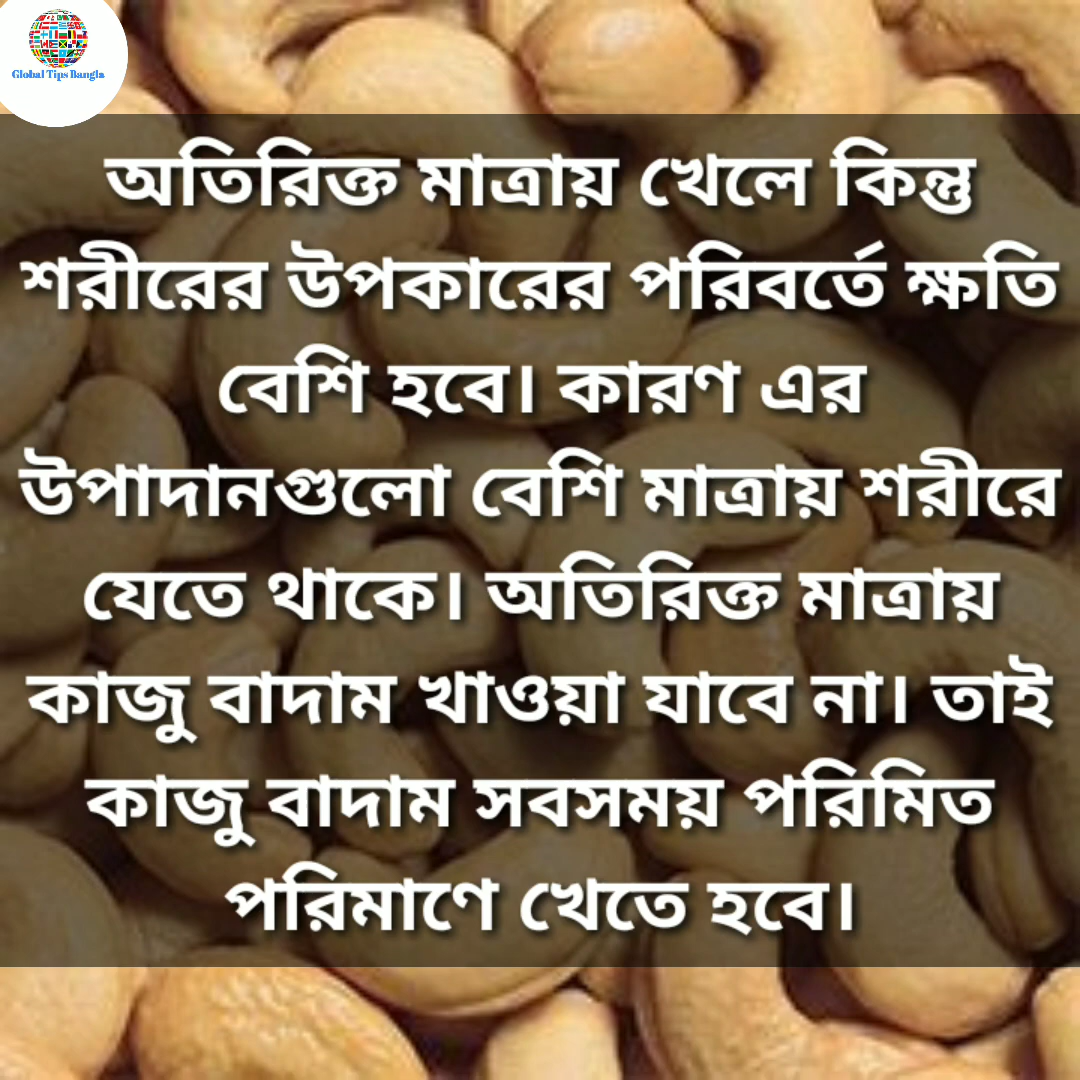 Global Tips Bangla
অতিরিক্ত মাত্রায় খেলে কিন্তু
শরীরের উপকারের পরিবর্তে ক্ষতি
বেশি হবে। কারণ এর
উপাদানগুলো বেশি মাত্রায় শরীরে
যেতে থাকে। অতিরিক্ত মাত্রায়
কাজু বাদাম খাওয়া যাবে না। তাই
কাজু বাদাম সবসময় পরিমিত
পরিমাণে খেতে হবে।